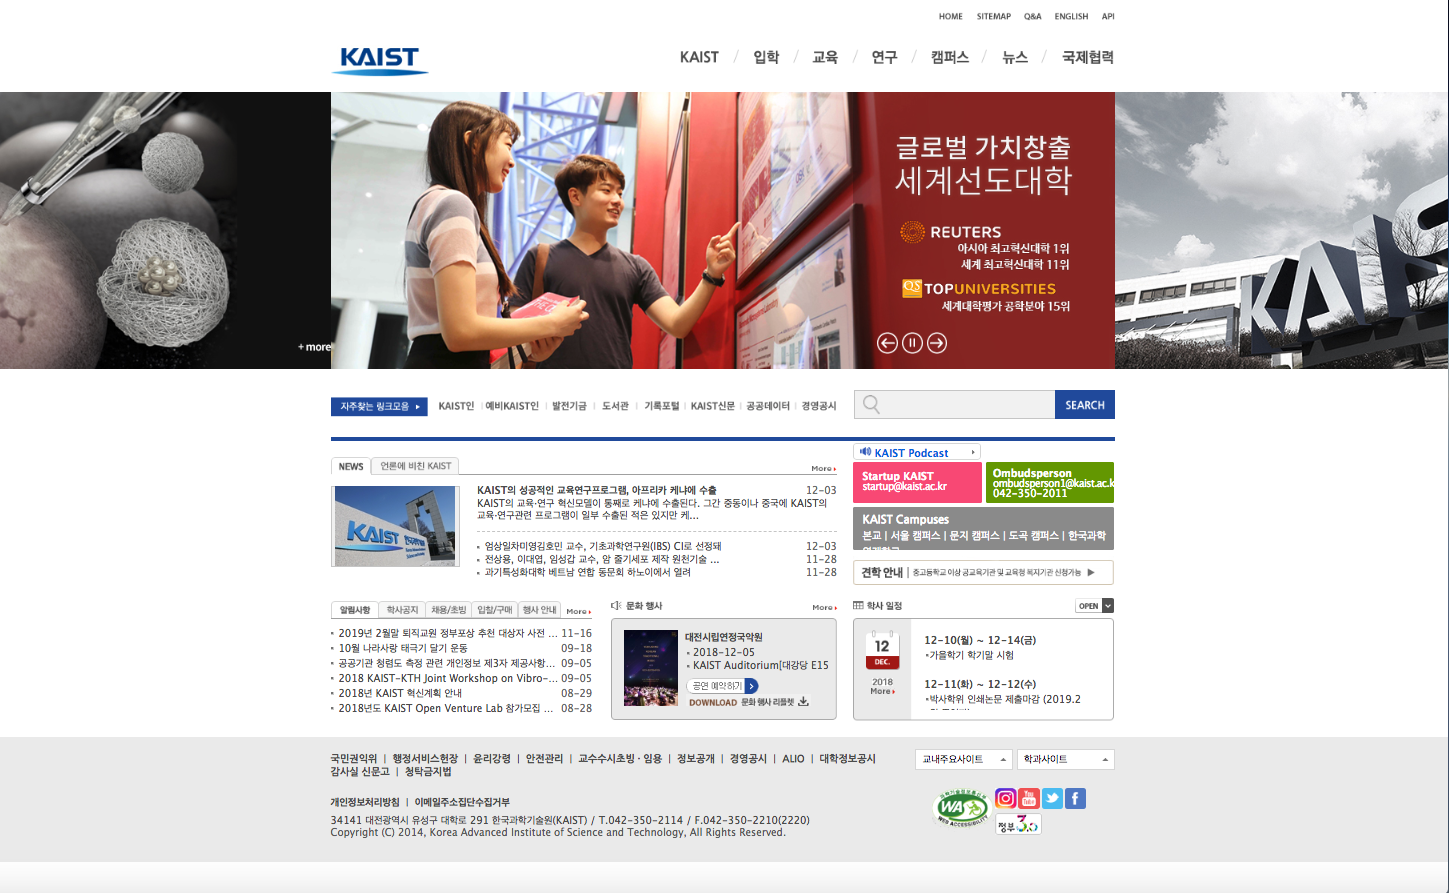 HOME SITEMAP Q&A ENGLISH API
KAIST
KAIST / 입학 / 교육 / 연구 / 캠퍼스 / 뉴스 / 국제협력
글로벌 가치창출
세계선도대학
REUTERS
아시아 최고혁신대학 1위
세계 최고혁신대학 11위
QS TOPUNIVERSITIES
세계대학평가 공학분야 15위
+ more
KAIS
자주찾는 링크모음
KAIST인 | 예비KAIST인 | 발전기금 | 도서관 | 기록포털 | KAIST신문 | 공공데이터 | 경영공시
SEARCH
NEWS 언론에 비친 KAIST More
KAIST의 성공적인 교육연구프로그램, 아프리카 케냐에 수출 12-03
KAIST의 교육·연구 혁신모델이 통째로 케냐에 수출된다. 그간 중동이나 중국에 KAIST의
교육·연구관련 프로그램이 일부 수출된 적은 있지만 케...
KAIST
임상일차미영김호민 교수, 기초과학연구원(IBS) CI로 선정돼 12-03
전상용, 이대엽, 임성갑 교수, 암 줄기세포 제작 원천기술 ... 11-28
과기특성화대학 베트남 연합 동문회 하노이에서 열려 11-28
KAIST Podcast
Startup KAIST
startup@kaist.ac.kr
Ombudsperson
ombudsperson1@kaist.ac.k
042-350-2011
KAIST Campuses
본교 | 서울 캠퍼스 | 문지 캠퍼스 | 도곡 캠퍼스 | 한국과학
견학 안내 | 중고등학교 이상 공교육기관 및 교육청 복지기관 신청가능
알림사항 학사공지 채용/초빙 입찰/구매 행사 안내 More
2019년 2월말 퇴직교원 정부포상 추천 대상자 사전 ... 11-16
10월 나라사랑 태극기 달기 운동 09-18
공공기관 청렴도 측정 관련 개인정보 제3자 제공사항... 09-05
2018 KAIST-KTH Joint Workshop on Vibro-... 09-05
2018년 KAIST 혁신계획 안내 08-29
2018년도 KAIST Open Venture Lab 참가모집 ... 08-28
문화 행사 More
대전시립연정국악원
2018-12-05
KAIST Auditorium[대강당 E15
공연 예약하기
DOWNLOAD 문화 행사 리플렛
학사 일정 OPEN
12
DEC.
2018
More
12-10(월) ~ 12-14(금)
가을학기 학기말 시험
12-11(화) ~ 12-12(수)
박사학위 인쇄논문 제출마감 (2019.2
국민권익위 | 행정서비스헌장 | 윤리강령 | 안전관리 | 교수수시초빙 · 임용 | 정보공개 | 경영공시 | ALIO | 대학정보공시
감사실 신문고 | 청탁금지법
교내주요사이트 학과사이트
개인정보처리방침 | 이메일주소집단수집거부
34141 대전광역시 유성구 대학로 291 한국과학기술원(KAIST) / T.042-350-2114 / F.042-350-2210(2220)
Copyright (C) 2014, Korea Advanced Institute of Science and Technology, All Rights Reserved.
WA
WEB ACCESSIBILITY
You Tube
정부 3.0